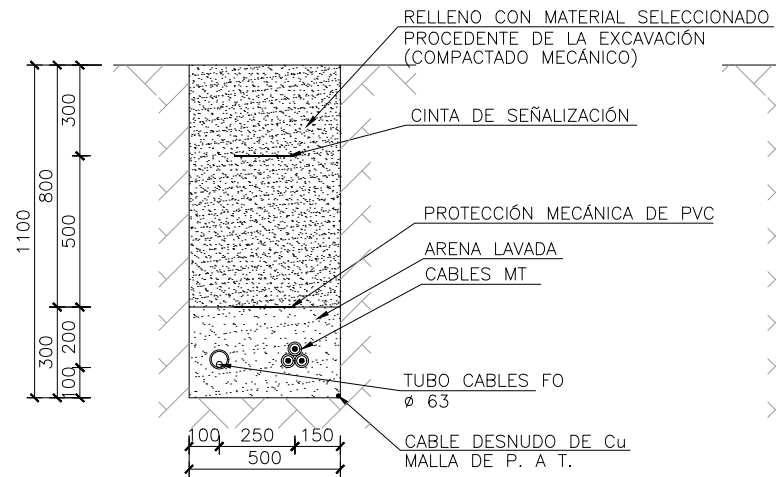 RELLENO CON MATERIAL SELECCIONADO
PROCEDENTE DE LA EXCAVACIÓN
(COMPACTADO MECÁNICO)
CINTA DE SEÑALIZACIÓN
PROTECCIÓN MECÁNICA DE PVC
ARENA LAVADA
CABLES MT
TUBO CABLES FO
ø 63
CABLE DESNUDO DE Cu
MALLA DE P. A T.
1100
800
300
300
500
200
100
100 250 150
500